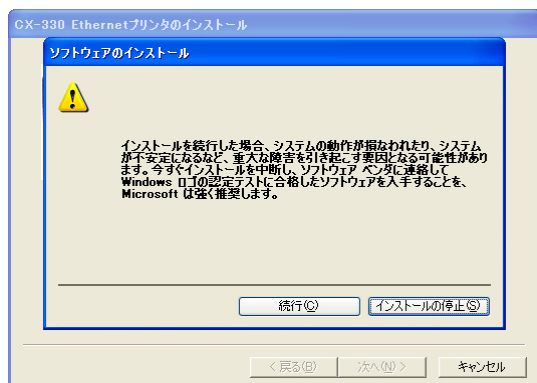 CX-330 Ethernetプリンタのインストール
ソフトウェアのインストール
インストールを続行した場合、システムの動作が損なわれたり、システム
が不安定になるなど、重大な障害を引き起こす要因となる可能性があり
ます。今すぐインストールを中断し、ソフトウェア ベンダに連絡して
Windows ロゴの認定テストに合格したソフトウェアを入手することを、
Microsoft は強く推奨します。
続行(C)
インストールの停止(S)
< 戻る(B)
次へ(N) >
キャンセル